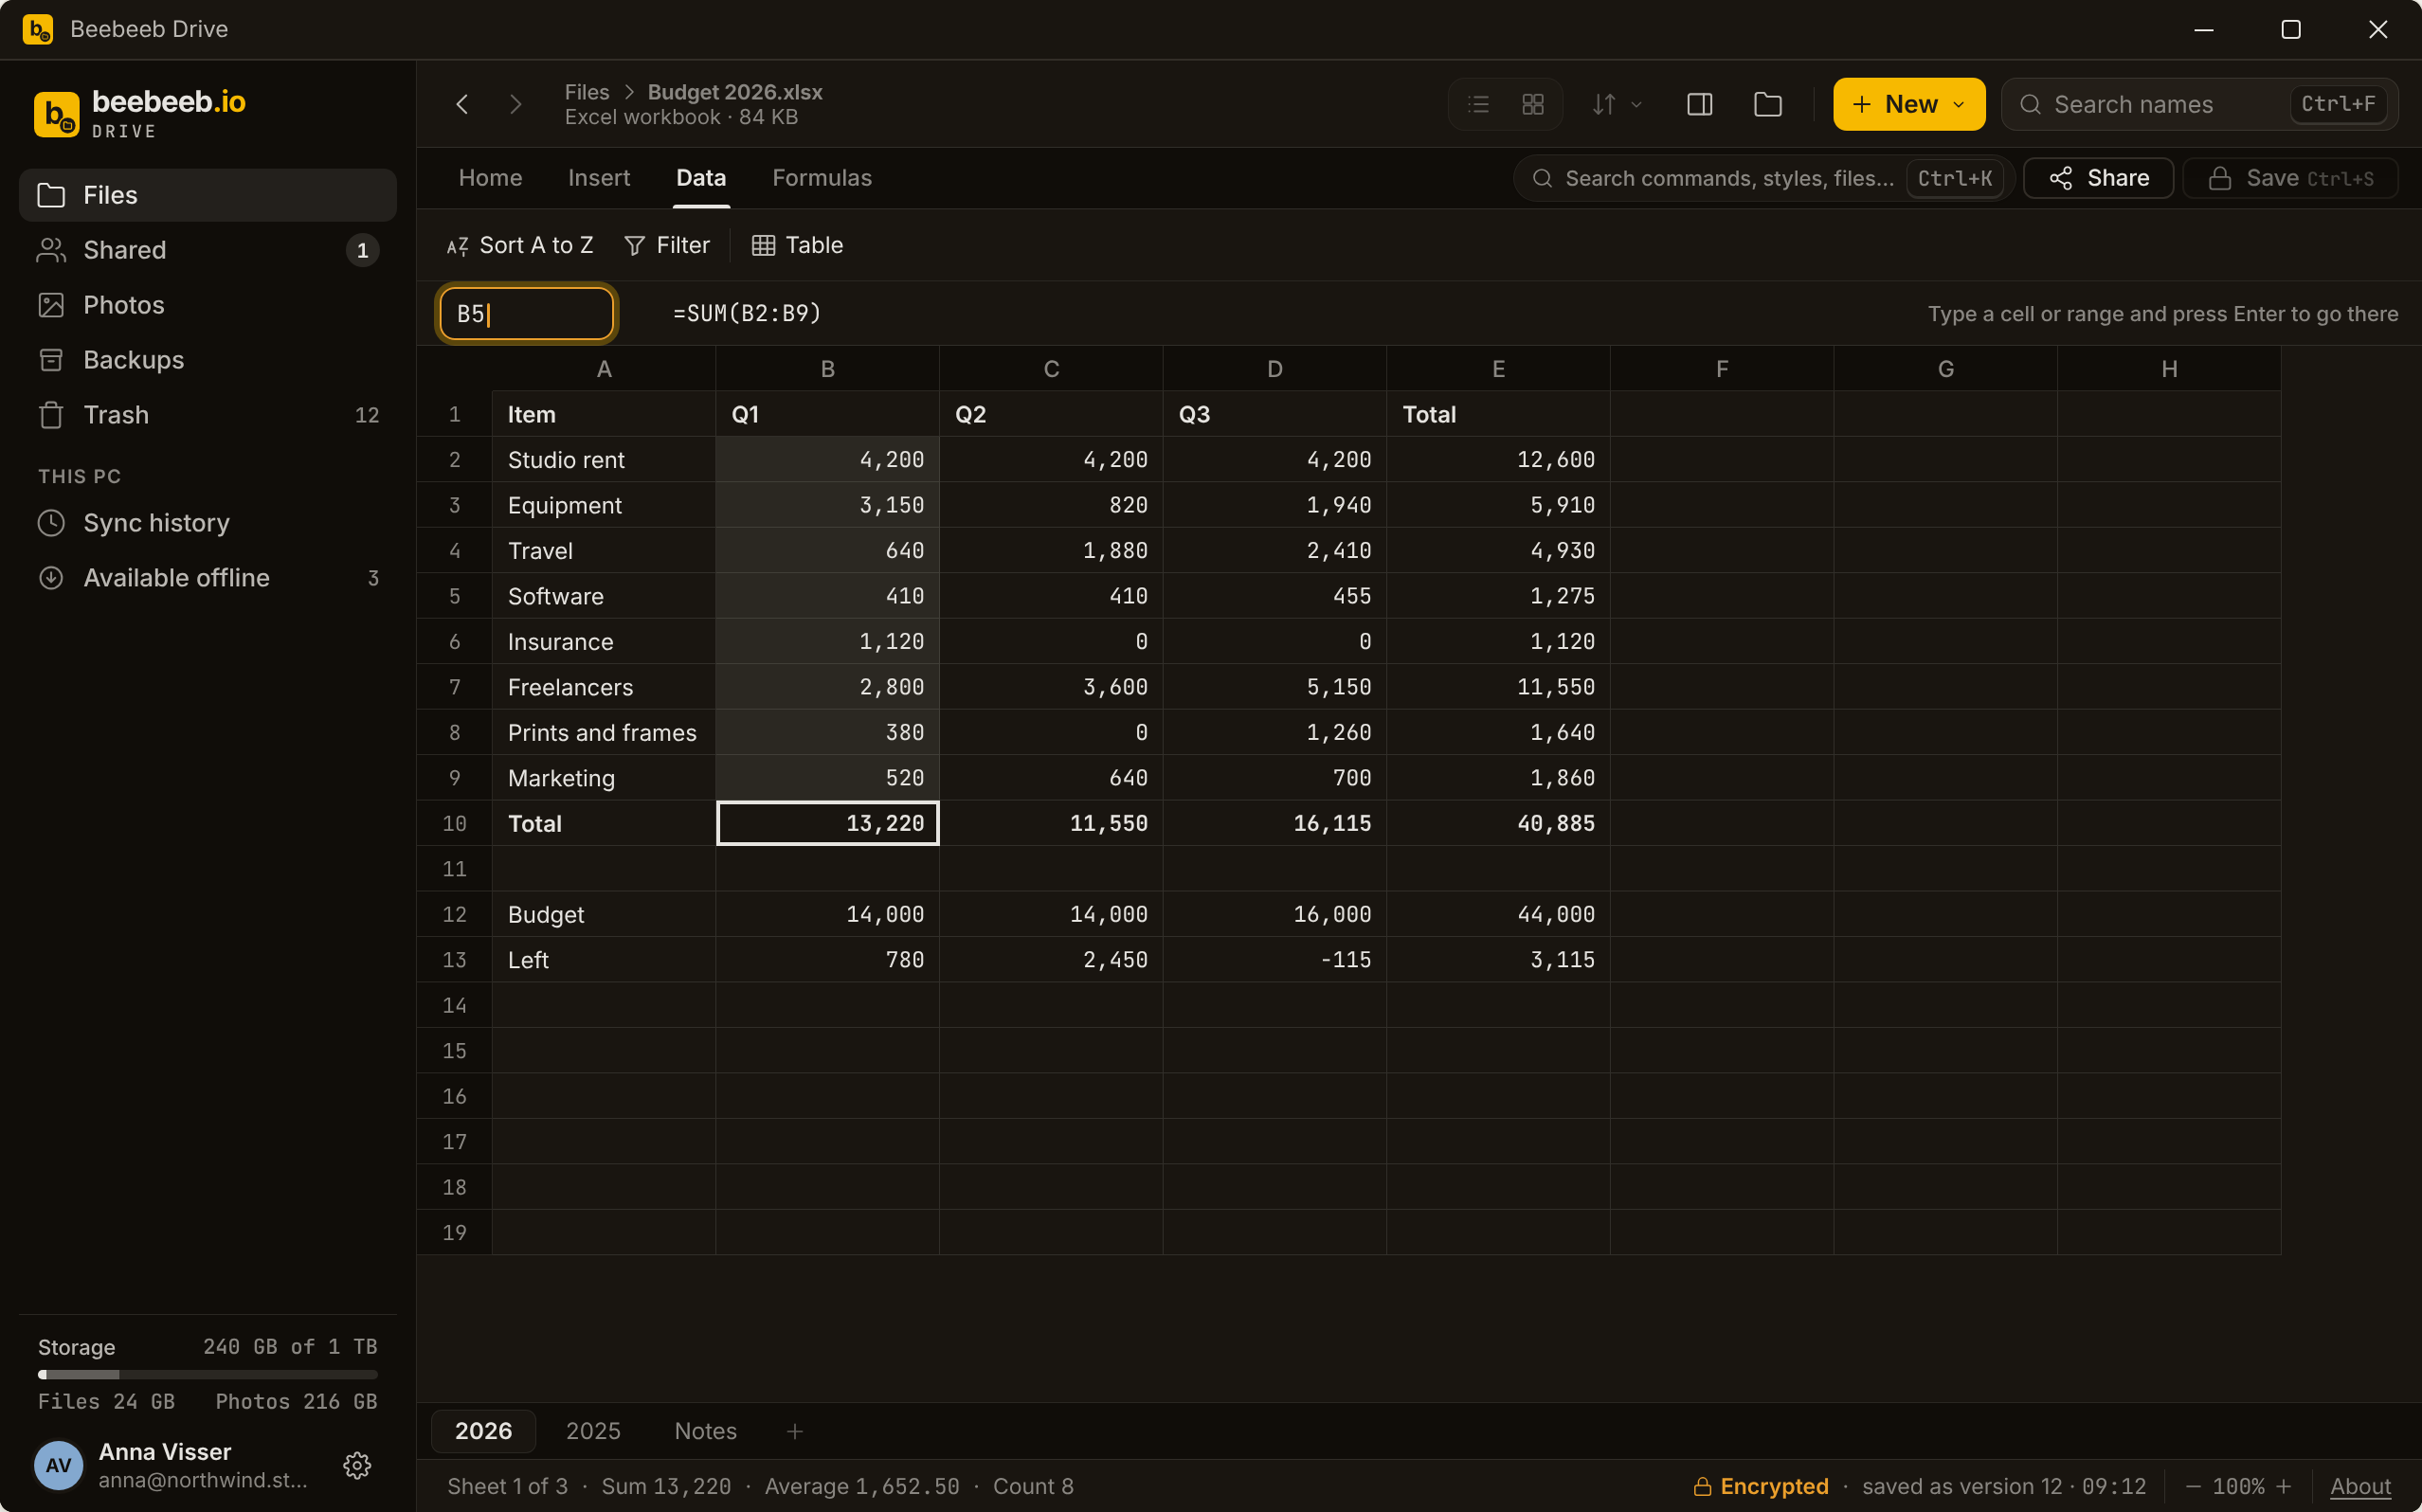 Beebeeb Drive
beebeeb.io
DRIVE
Files
Shared 1
Photos
Backups
Trash 12
THIS PC
Sync history
Available offline 3
Storage 240 GB of 1 TB
Files 24 GB Photos 216 GB
AV Anna Visser
anna@northwind.st...
Files > Budget 2026.xlsx
Excel workbook · 84 KB
+ New
Search names Ctrl+F
Home Insert Data Formulas
Search commands, styles, files... Ctrl+K
Share
Save Ctrl+S
AZ Sort A to Z Filter Table
B5 =SUM(B2:B9) Type a cell or range and press Enter to go there
A B C D E F G H
1 Item Q1 Q2 Q3 Total
2 Studio rent 4,200 4,200 4,200 12,600
3 Equipment 3,150 820 1,940 5,910
4 Travel 640 1,880 2,410 4,930
5 Software 410 410 455 1,275
6 Insurance 1,120 0 0 1,120
7 Freelancers 2,800 3,600 5,150 11,550
8 Prints and frames 380 0 1,260 1,640
9 Marketing 520 640 700 1,860
10 Total 13,220 11,550 16,115 40,885
11
12 Budget 14,000 14,000 16,000 44,000
13 Left 780 2,450 -115 3,115
14
15
16
17
18
19
2026 2025 Notes +
Sheet 1 of 3 · Sum 13,220 · Average 1,652.50 · Count 8
Encrypted · saved as version 12 · 09:12 − 100% + About